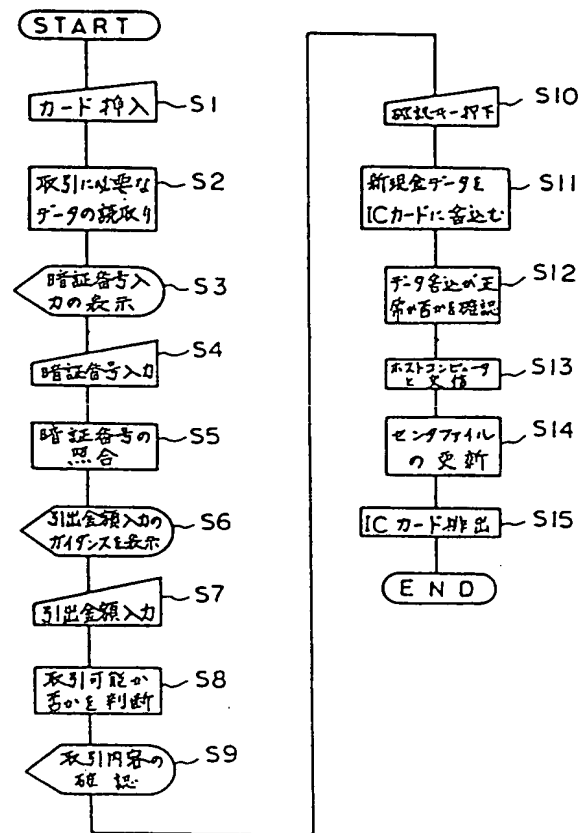 START
カード挿入
S1
取引に必要な
データの読取り
S2
暗証番号入
力の表示
S3
暗証番号入力
S4
暗証番号の
照合
S5
引出金額入力の
ガイダンスを表示
S6
引出金額入力
S7
取引可能か
否かを判断
S8
取引内容の
確認
S9
確認キー押下
S10
新現金データを
ICカードに書込む
S11
データ書込が正
常か否かを確認
S12
ホストコンピュータ
と交信
S13
センタファイル
の更新
S14
ICカード排出
S15
END